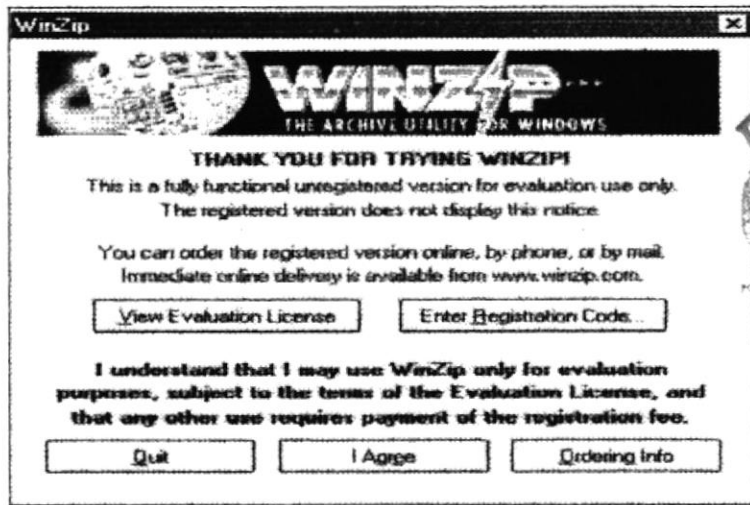 WinZip
WINZIP
THE ARCHIVE UTILITY FOR WINDOWS
THANK YOU FOR TRYING WINZIP!
This is a fully functional unregistered version for evaluation use only.
The registered version does not display this notice.
You can order the registered version online, by phone, or by mail.
Immediate online delivery is available from www.winzip.com.
View Evaluation License
Enter Registration Code...
I understand that I may use WinZip only for evaluation
purposes, subject to the terms of the Evaluation License, and
that any other use requires payment of the registration fee.
Quit
I Agree
Ordering Info